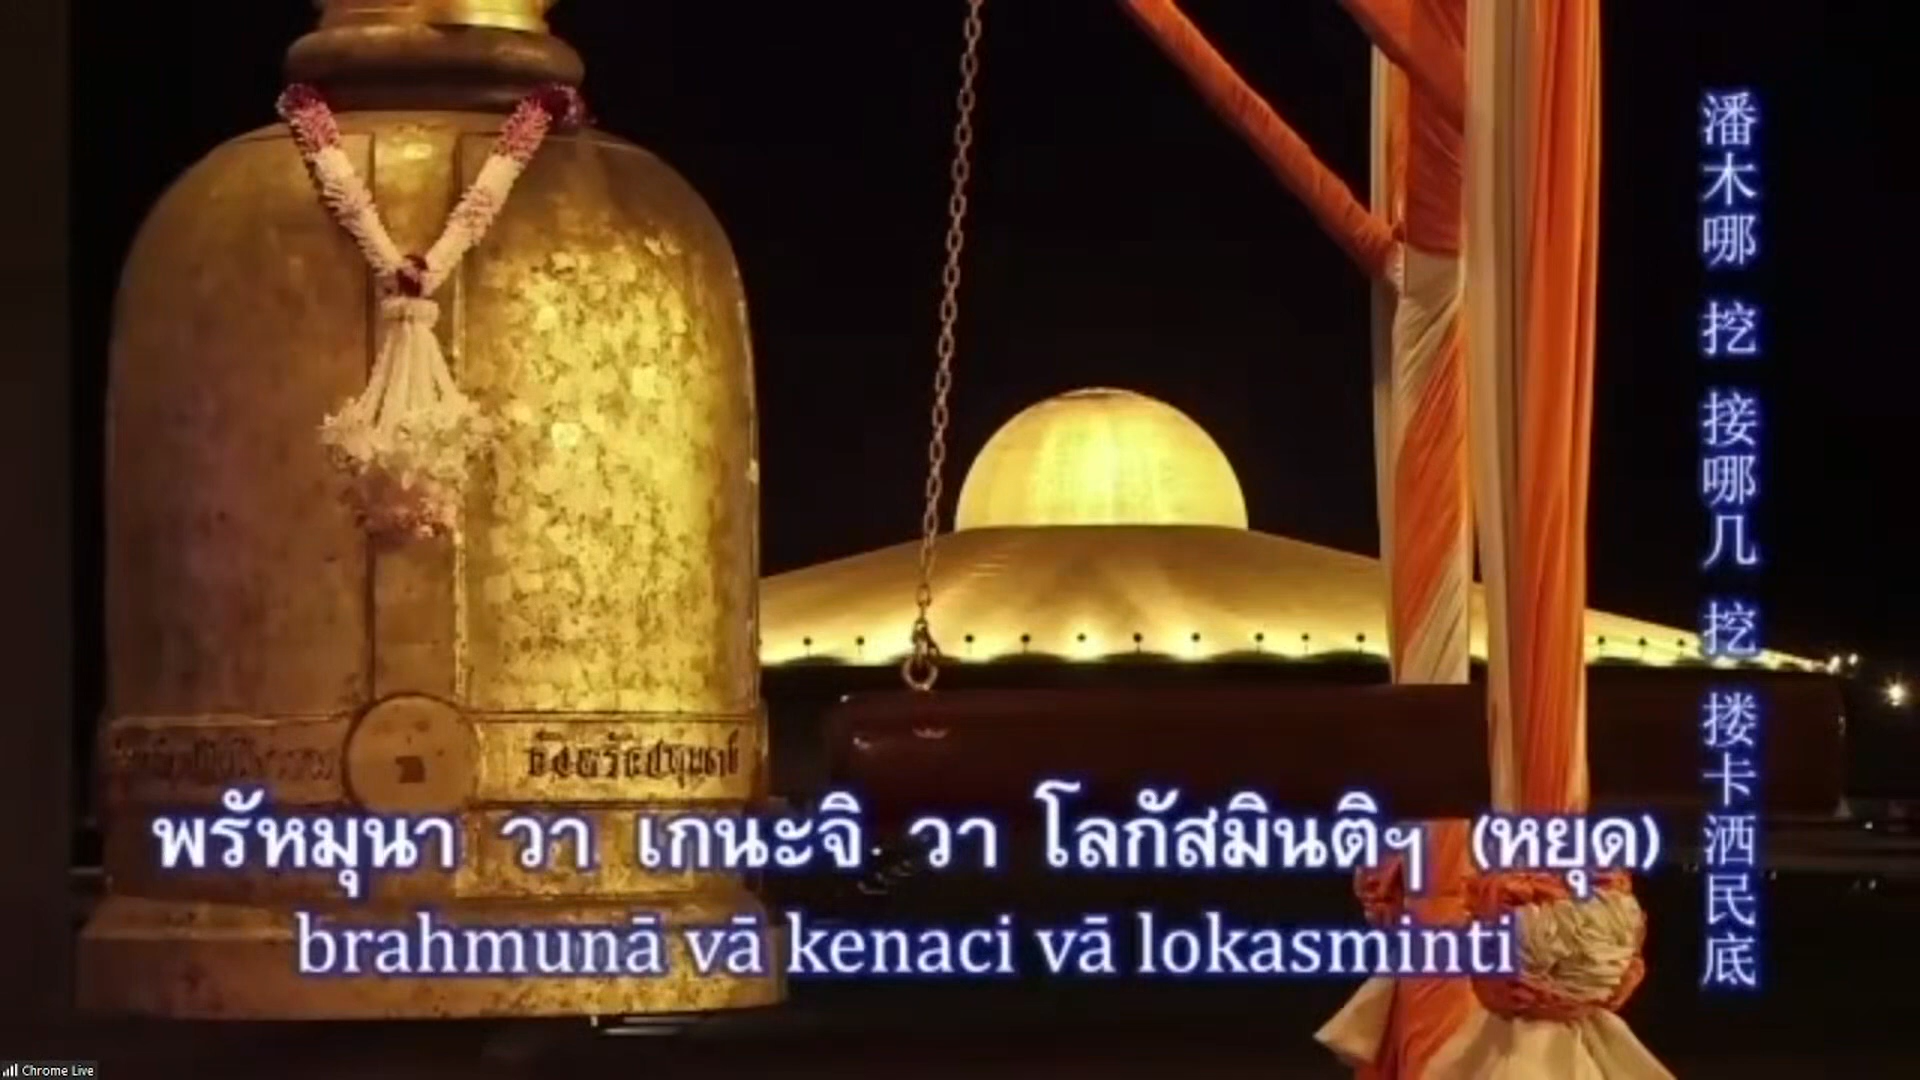 พรัหมุนา วา เกนะจิ วา โลกัสมินติฯ (หยุด)
brahmunā vā kenaci vā lokasminti
潘木哪 挖 接哪几 挖 搂卡洒民底
Chrome Live